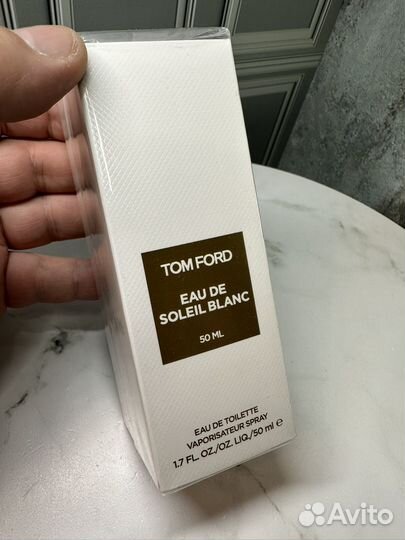 TOM FORD
EAU DE
SOLEIL BLANC
50 ML
EAU DE TOILETTE
VAPORISATEUR SPRAY
1.7 FL. OZ./OZ. LIQ./50 ml ℮
Avito